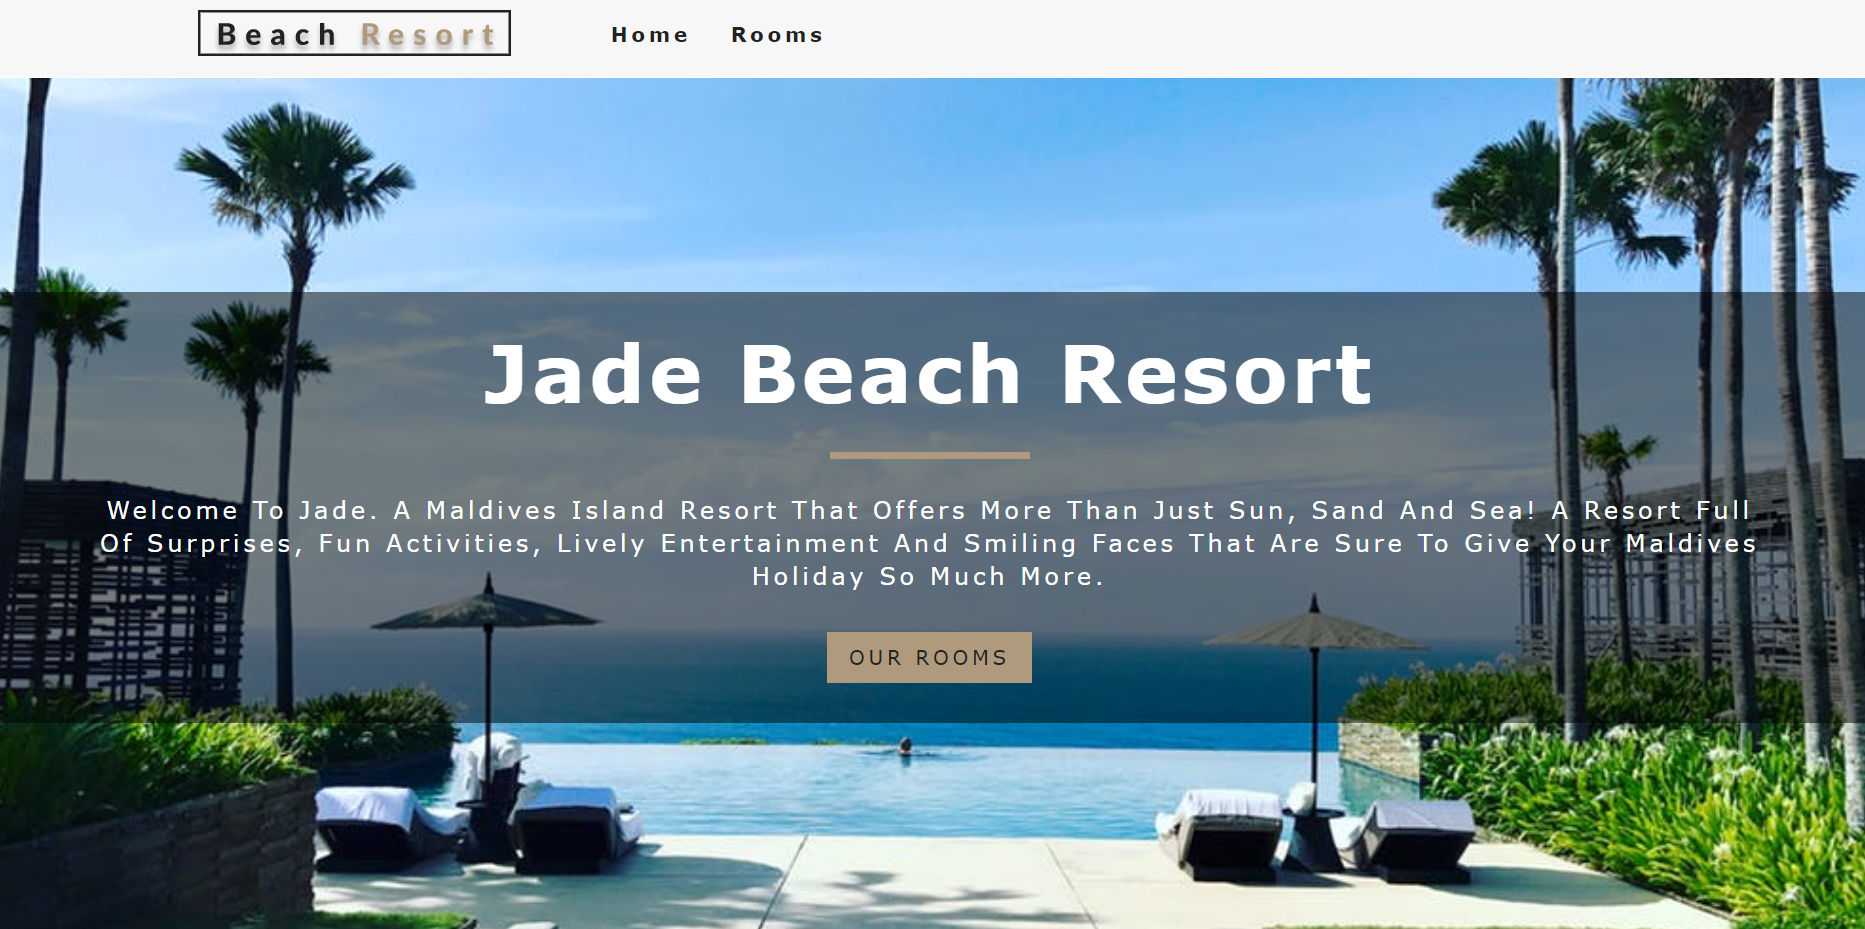 Beach Resort
Home
Rooms
Jade Beach Resort
Welcome To Jade. A Maldives Island Resort That Offers More Than Just Sun, Sand And Sea! A Resort Full
Of Surprises, Fun Activities, Lively Entertainment And Smiling Faces That Are Sure To Give Your Maldives
Holiday So Much More.
OUR ROOMS